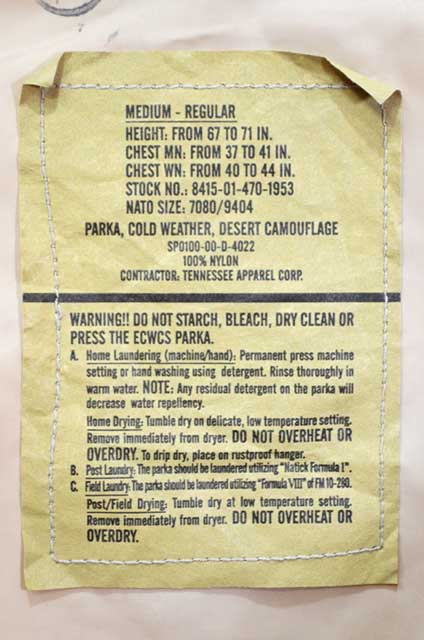 MEDIUM - REGULAR
HEIGHT: FROM 67 TO 71 IN.
CHEST MN: FROM 37 TO 41 IN.
CHEST WN: FROM 40 TO 44 IN.
STOCK NO.: 8415-01-470-1953
NATO SIZE: 7080/9404
PARKA, COLD WEATHER, DESERT CAMOUFLAGE
SPO100-00-D-4022
100% NYLON
CONTRACTOR: TENNESSEE APPAREL CORP.
WARNING!! DO NOT STARCH, BLEACH, DRY CLEAN OR
PRESS THE ECWCS PARKA.
A. Home Laundering (machine/hand): Permanent press machine
setting or hand washing using detergent. Rinse thoroughly in
warm water. NOTE: Any residual detergent on the parka will
decrease water repellency.
Home Drying: Tumble dry on delicate, low temperature setting.
Remove immediately from dryer. DO NOT OVERHEAT OR
OVERDRY. To drip dry, place on rustproof hanger.
B. Post Laundry: The parka should be laundered utilizing "Natick Formula I".
C. Field Laundry: The parka should be laundered utilizing "Formula VIII" of FM 10-280.
Post/Field Drying: Tumble dry at low temperature setting.
Remove immediately from dryer. DO NOT OVERHEAT OR
OVERDRY.